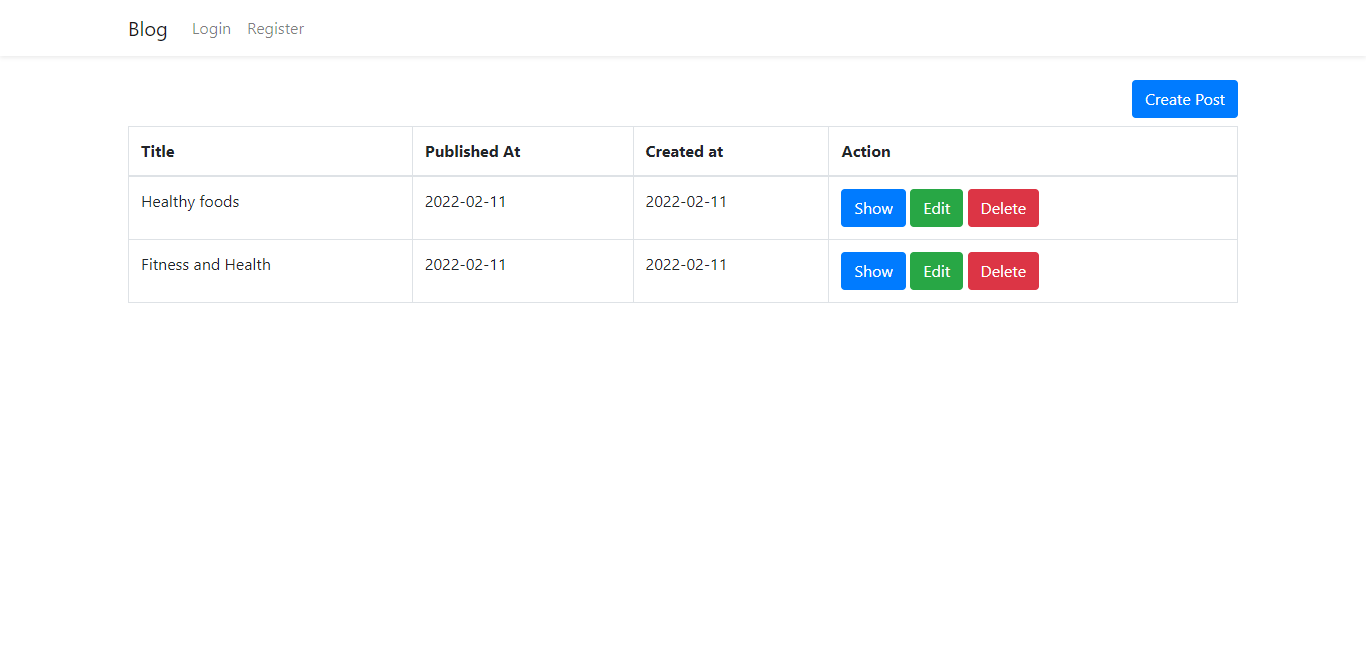 Blog Login Register
Create Post
Title Published At Created at Action
Healthy foods 2022-02-11 2022-02-11 Show Edit Delete
Fitness and Health 2022-02-11 2022-02-11 Show Edit Delete